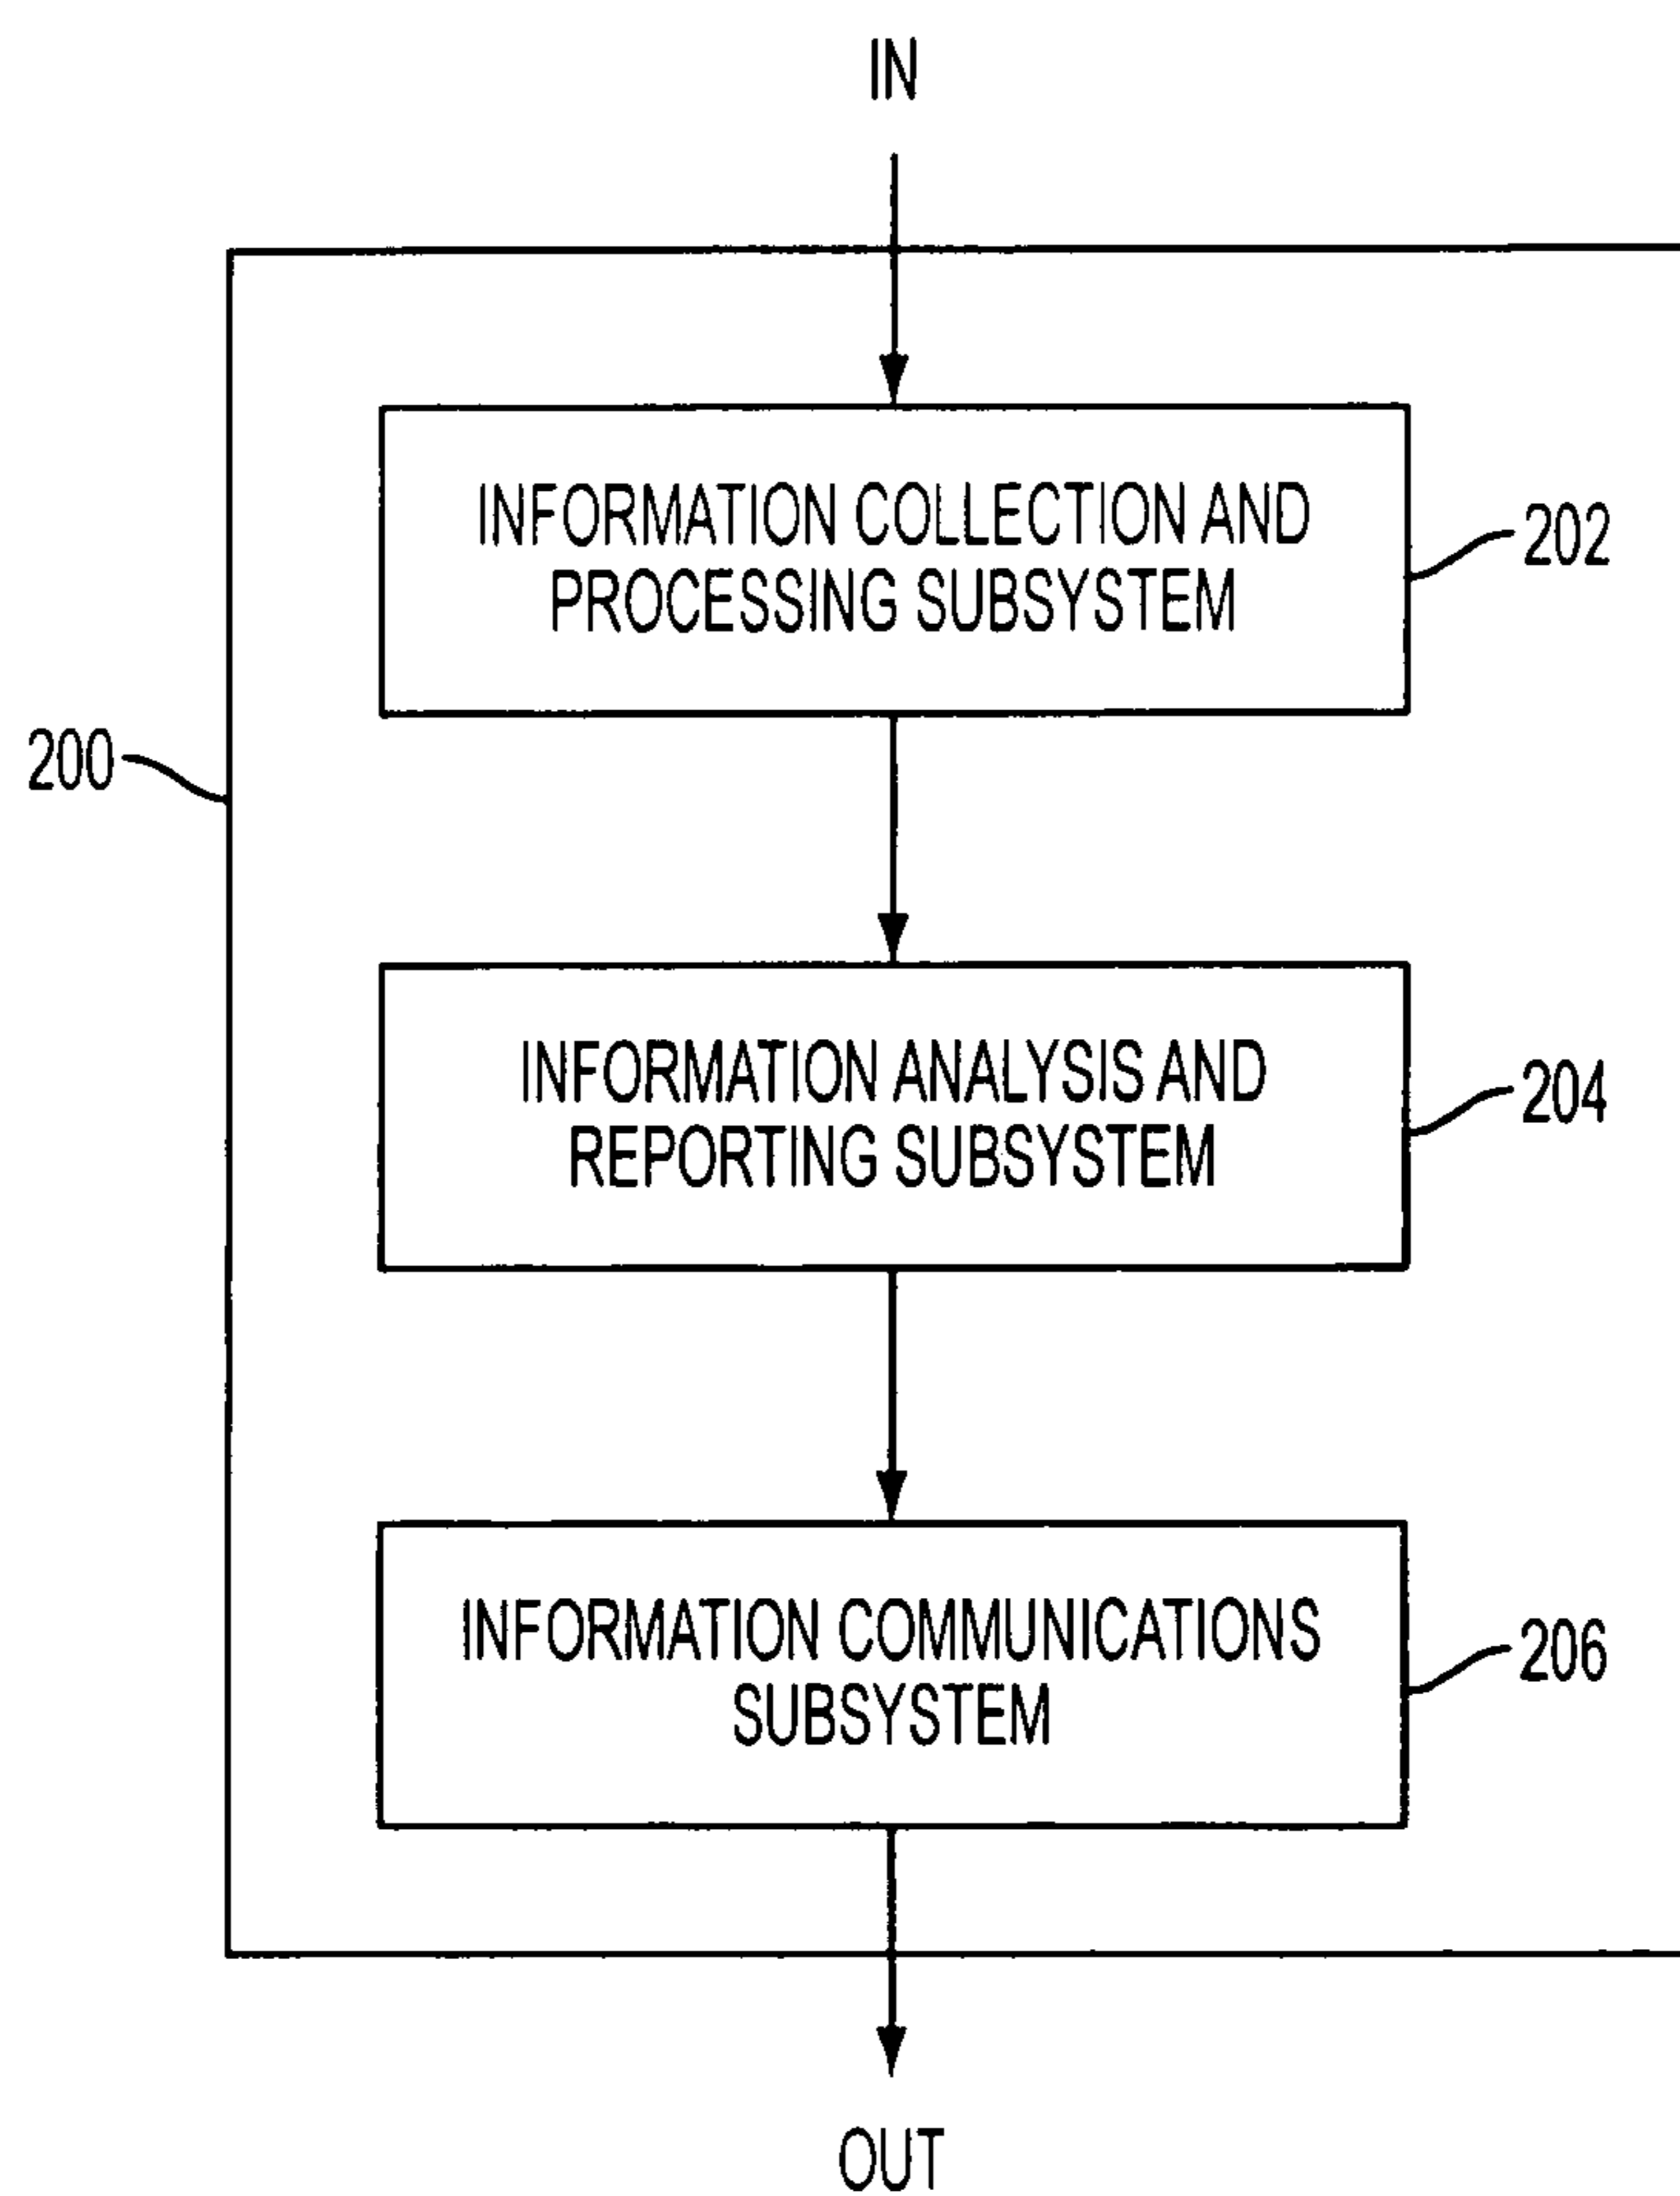 IN
INFORMATION COLLECTION AND
PROCESSING SUBSYSTEM
202
200
INFORMATION ANALYSIS AND
REPORTING SUBSYSTEM
204
INFORMATION COMMUNICATIONS
SUBSYSTEM
206
OUT